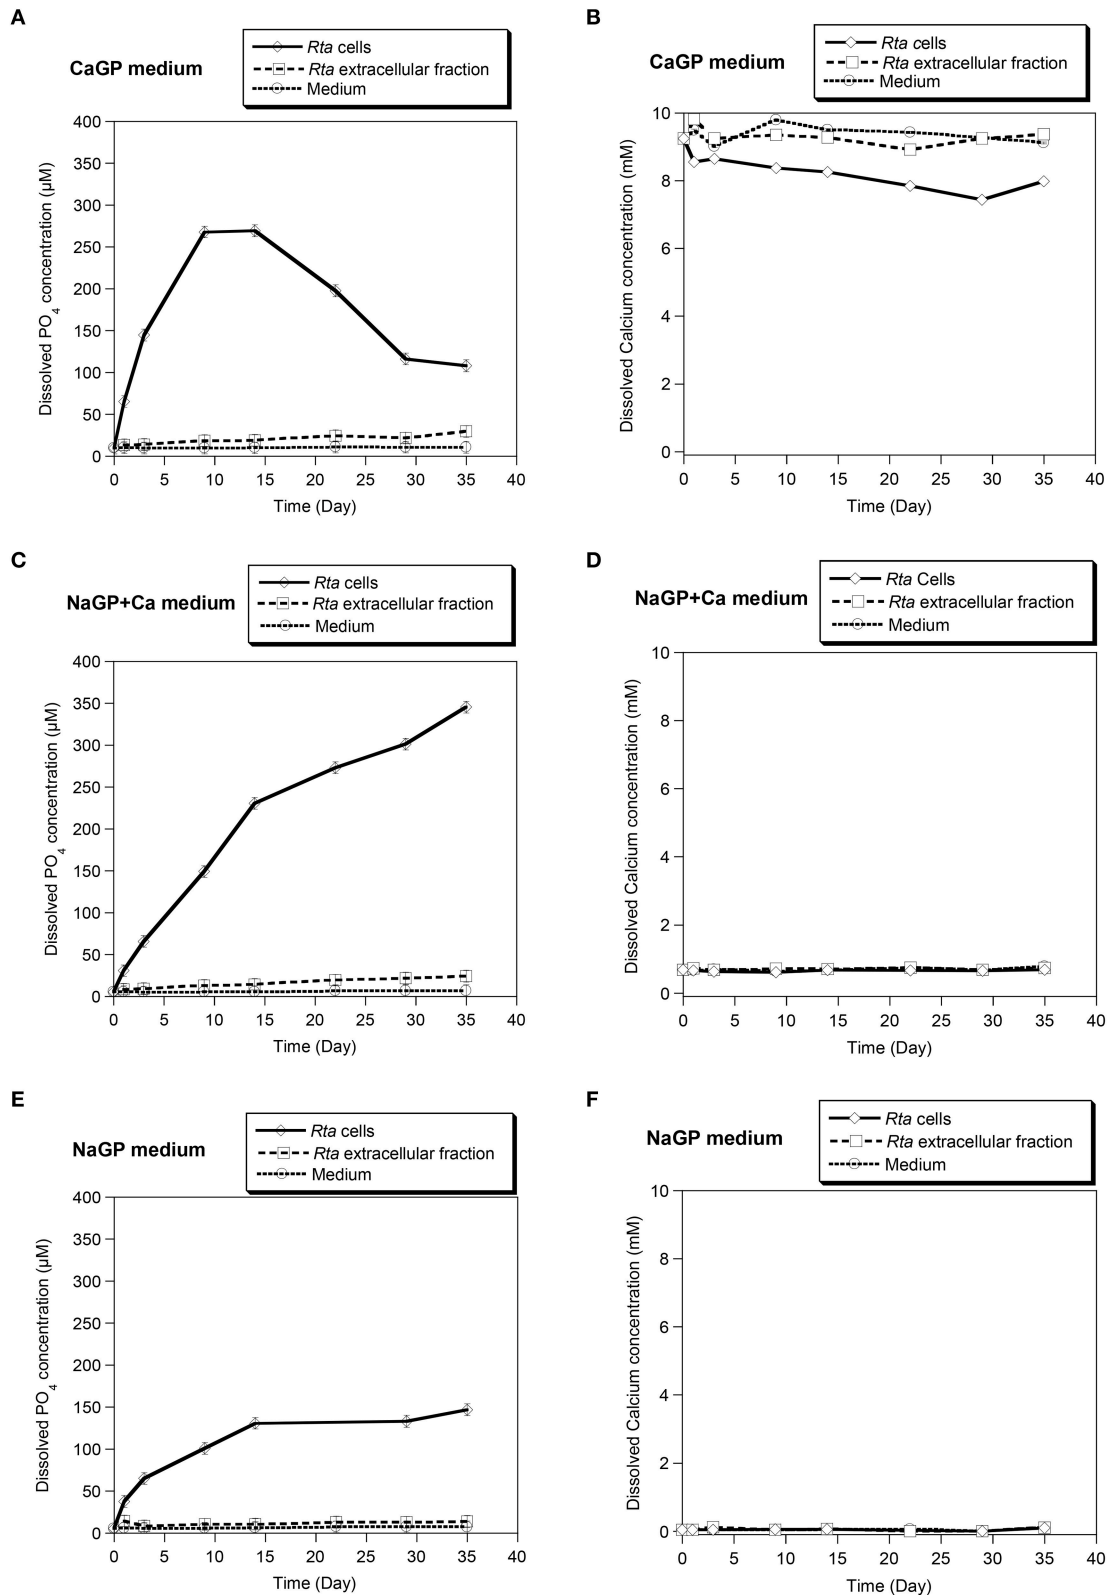 A
CaGP medium
Rta cells
Rta extracellular fraction
Medium
Dissolved PO4 concentration (µM)
400
350
300
250
200
150
100
50
0
0 5 10 15 20 25 30 35 40
Time (Day)
B
CaGP medium
Rta cells
Rta extracellular fraction
Medium
Dissolved Calcium concentration (mM)
10
8
6
4
2
0
0 5 10 15 20 25 30 35 40
Time (Day)
C
NaGP+Ca medium
Rta cells
Rta extracellular fraction
Medium
Dissolved PO4 concentration (µM)
400
350
300
250
200
150
100
50
0
0 5 10 15 20 25 30 35 40
Time (Day)
D
NaGP+Ca medium
Rta Cells
Rta extracellular fraction
Medium
Dissolved Calcium concentration (mM)
10
8
6
4
2
0
0 5 10 15 20 25 30 35 40
Time (Day)
E
NaGP medium
Rta cells
Rta extracellular fraction
Medium
Dissolved PO4 concentration (µM)
400
350
300
250
200
150
100
50
0
0 5 10 15 20 25 30 35 40
Time (Day)
F
NaGP medium
Rta cells
Rta extracellular fraction
Medium
Dissolved Calcium concentration (mM)
10
8
6
4
2
0
0 5 10 15 20 25 30 35 40
Time (Day)